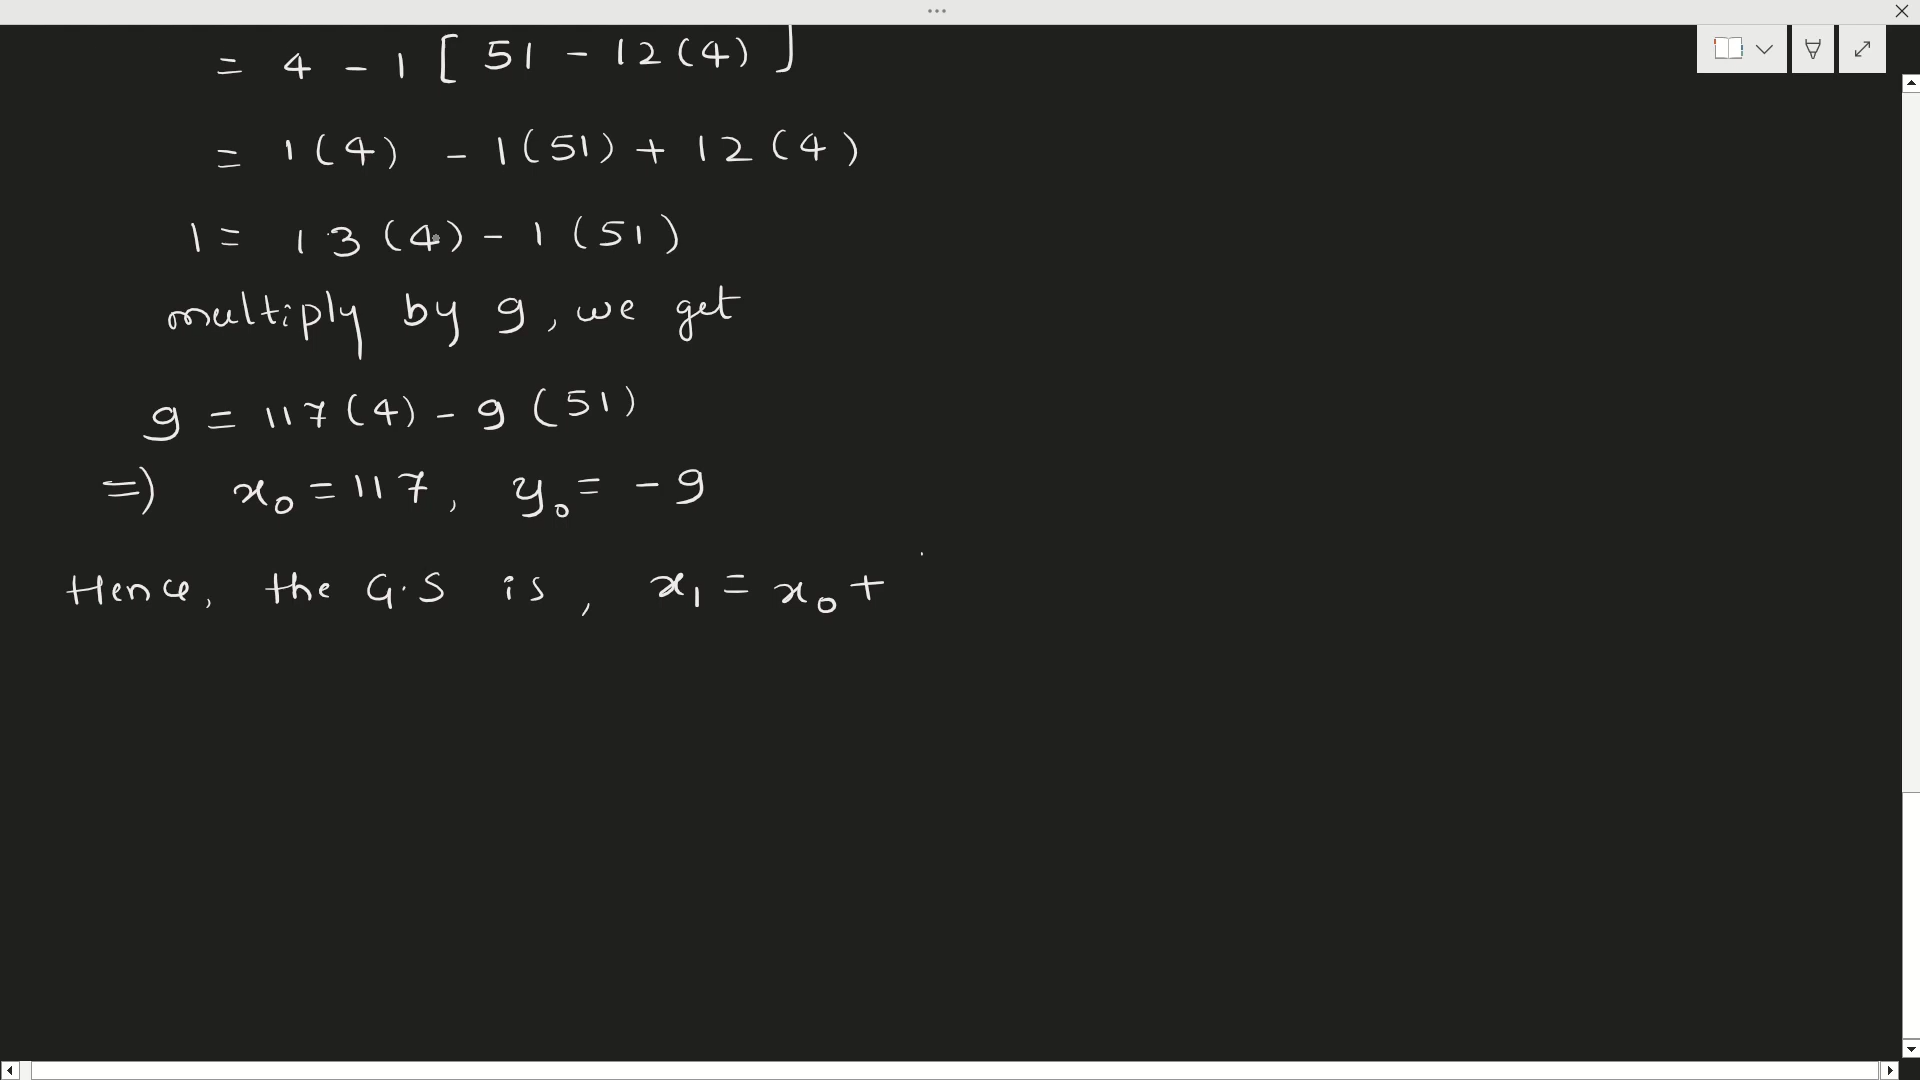 = 4 - 1 [ 51 - 12 (4) ]
= 1 (4) - 1 (51) + 12 (4)
1 = 13 (4) - 1 (51)
multiply by 9, we get
9 = 117 (4) - 9 (51)
=) x₀ = 117, y₀ = - 9
Hence, the G.S is, x₁ = x₀ +